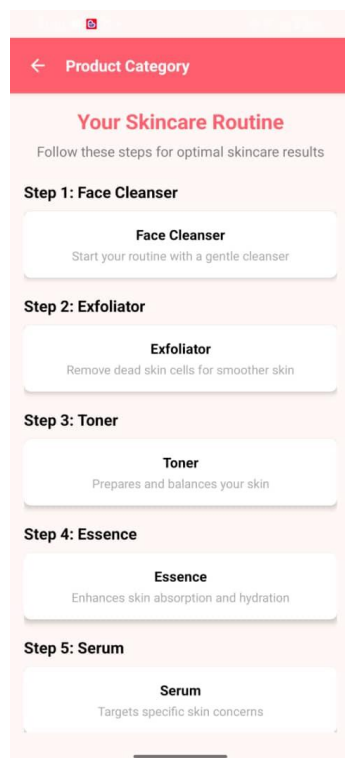 Product Category
Your Skincare Routine
Follow these steps for optimal skincare results
Step 1: Face Cleanser
Face Cleanser
Start your routine with a gentle cleanser
Step 2: Exfoliator
Exfoliator
Remove dead skin cells for smoother skin
Step 3: Toner
Toner
Prepares and balances your skin
Step 4: Essence
Essence
Enhances skin absorption and hydration
Step 5: Serum
Serum
Targets specific skin concerns